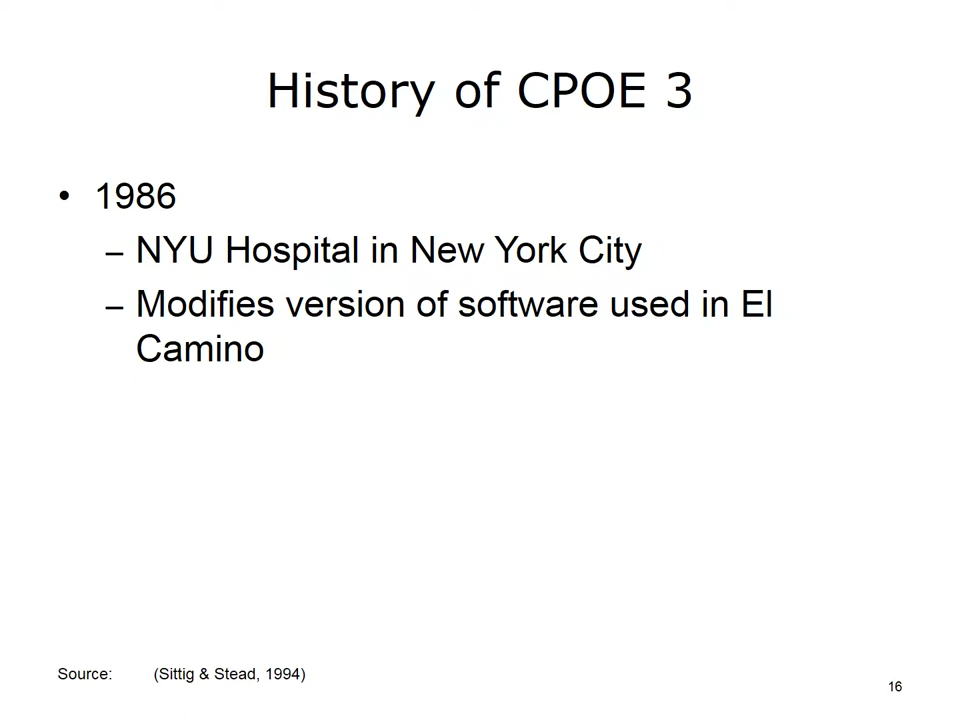 History of CPOE 3
• 1986
– NYU Hospital in New York City
– Modifies version of software used in El
Camino
Source: (Sittig & Stead, 1994)
16